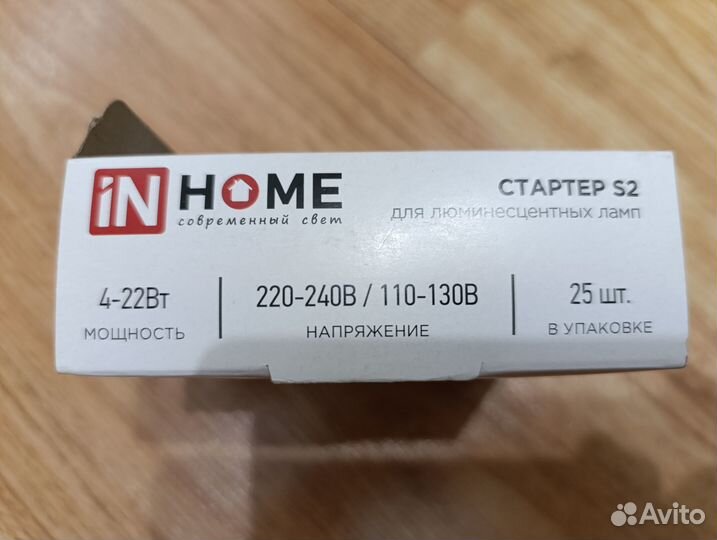 iN HOME
современный свет
СТАРТЕР S2
для люминесцентных ламп
4-22Вт
МОЩНОСТЬ
220-240В / 110-130В
НАПРЯЖЕНИЕ
25 шт.
В УПАКОВКЕ
Avito